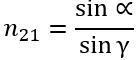 n₂₁ = sin ∝ / sin γ